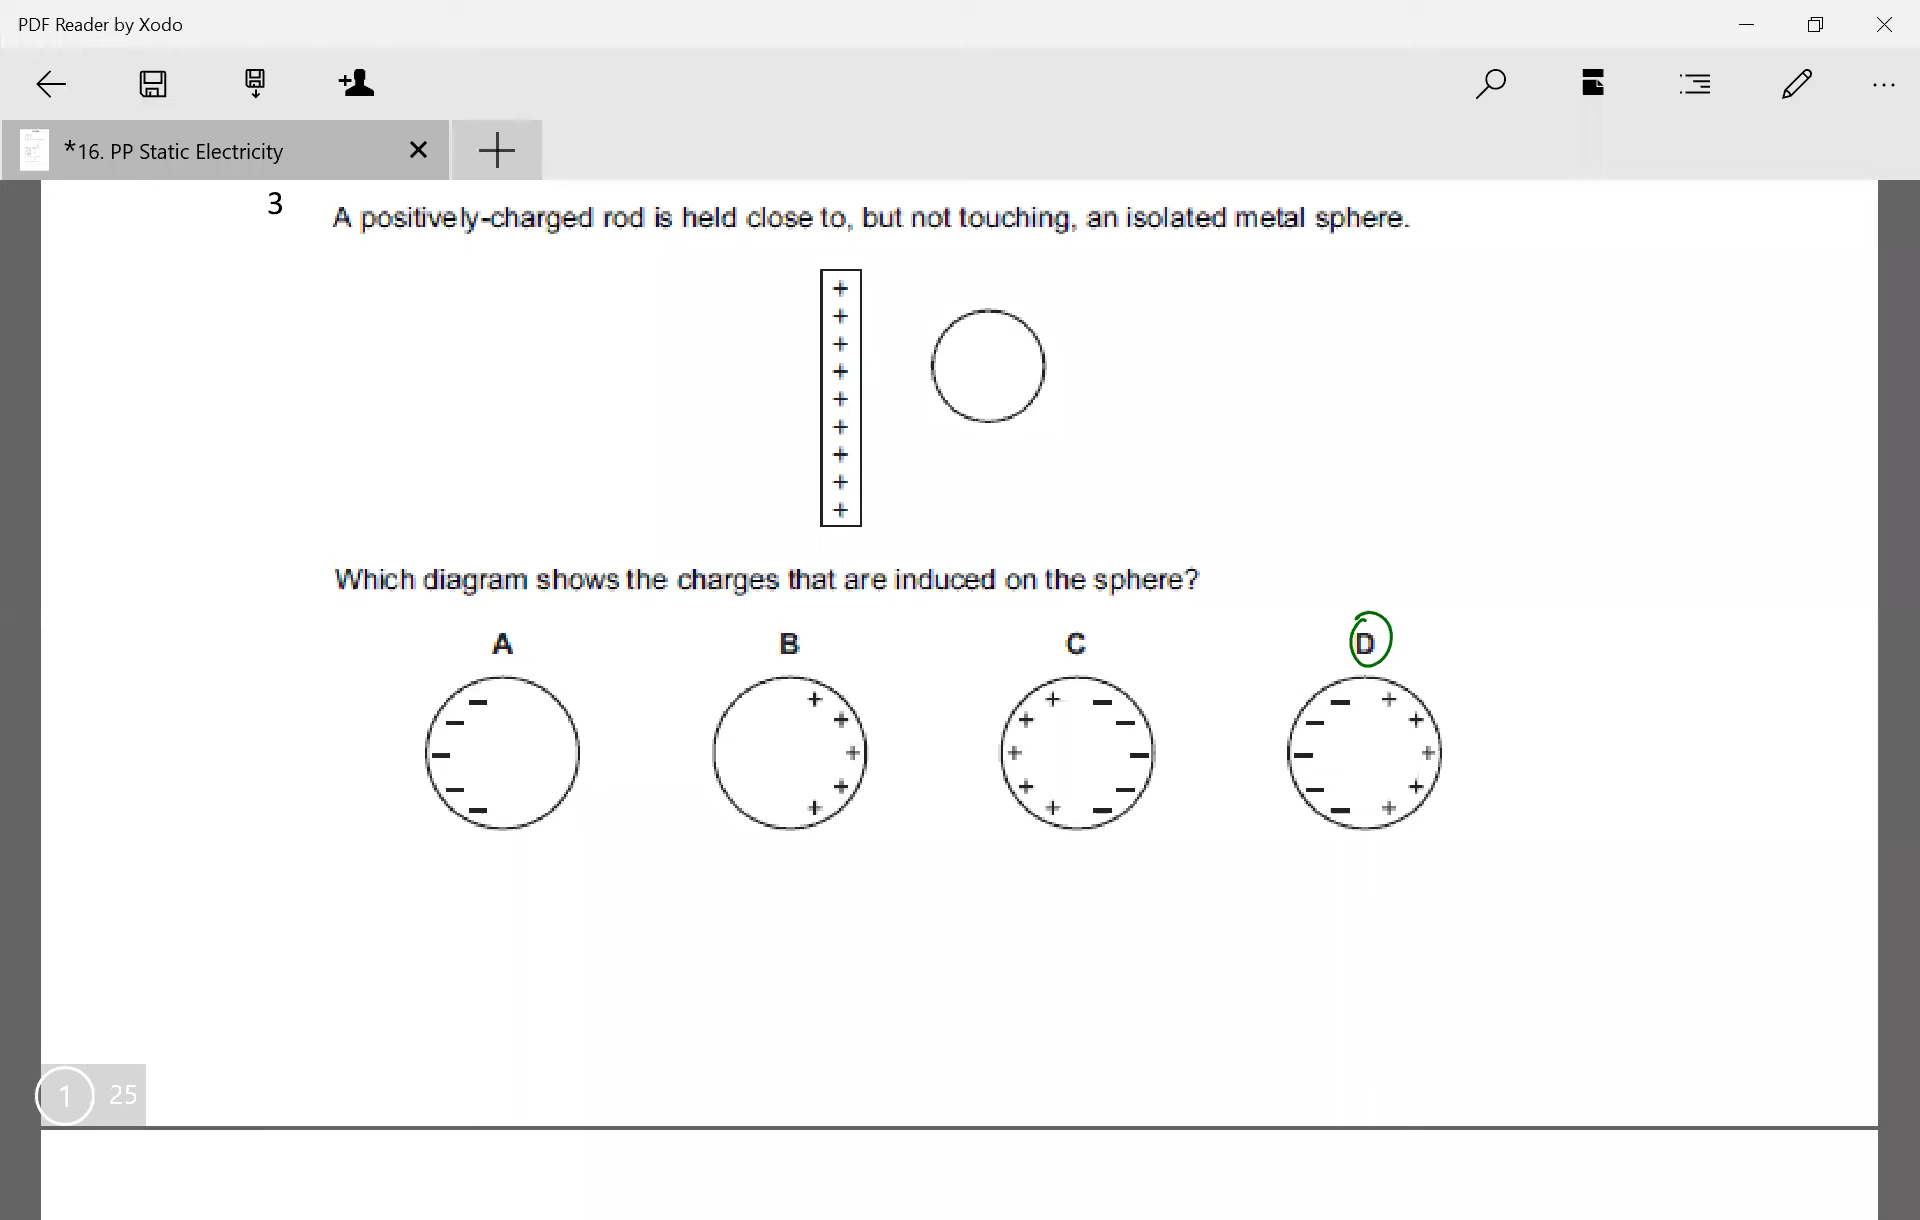 PDF Reader by Xodo
*16. PP Static Electricity
3 A positively-charged rod is held close to, but not touching, an isolated metal sphere.
+
+
+
+
+
+
+
+
+
Which diagram shows the charges that are induced on the sphere?
A B C D
1 25